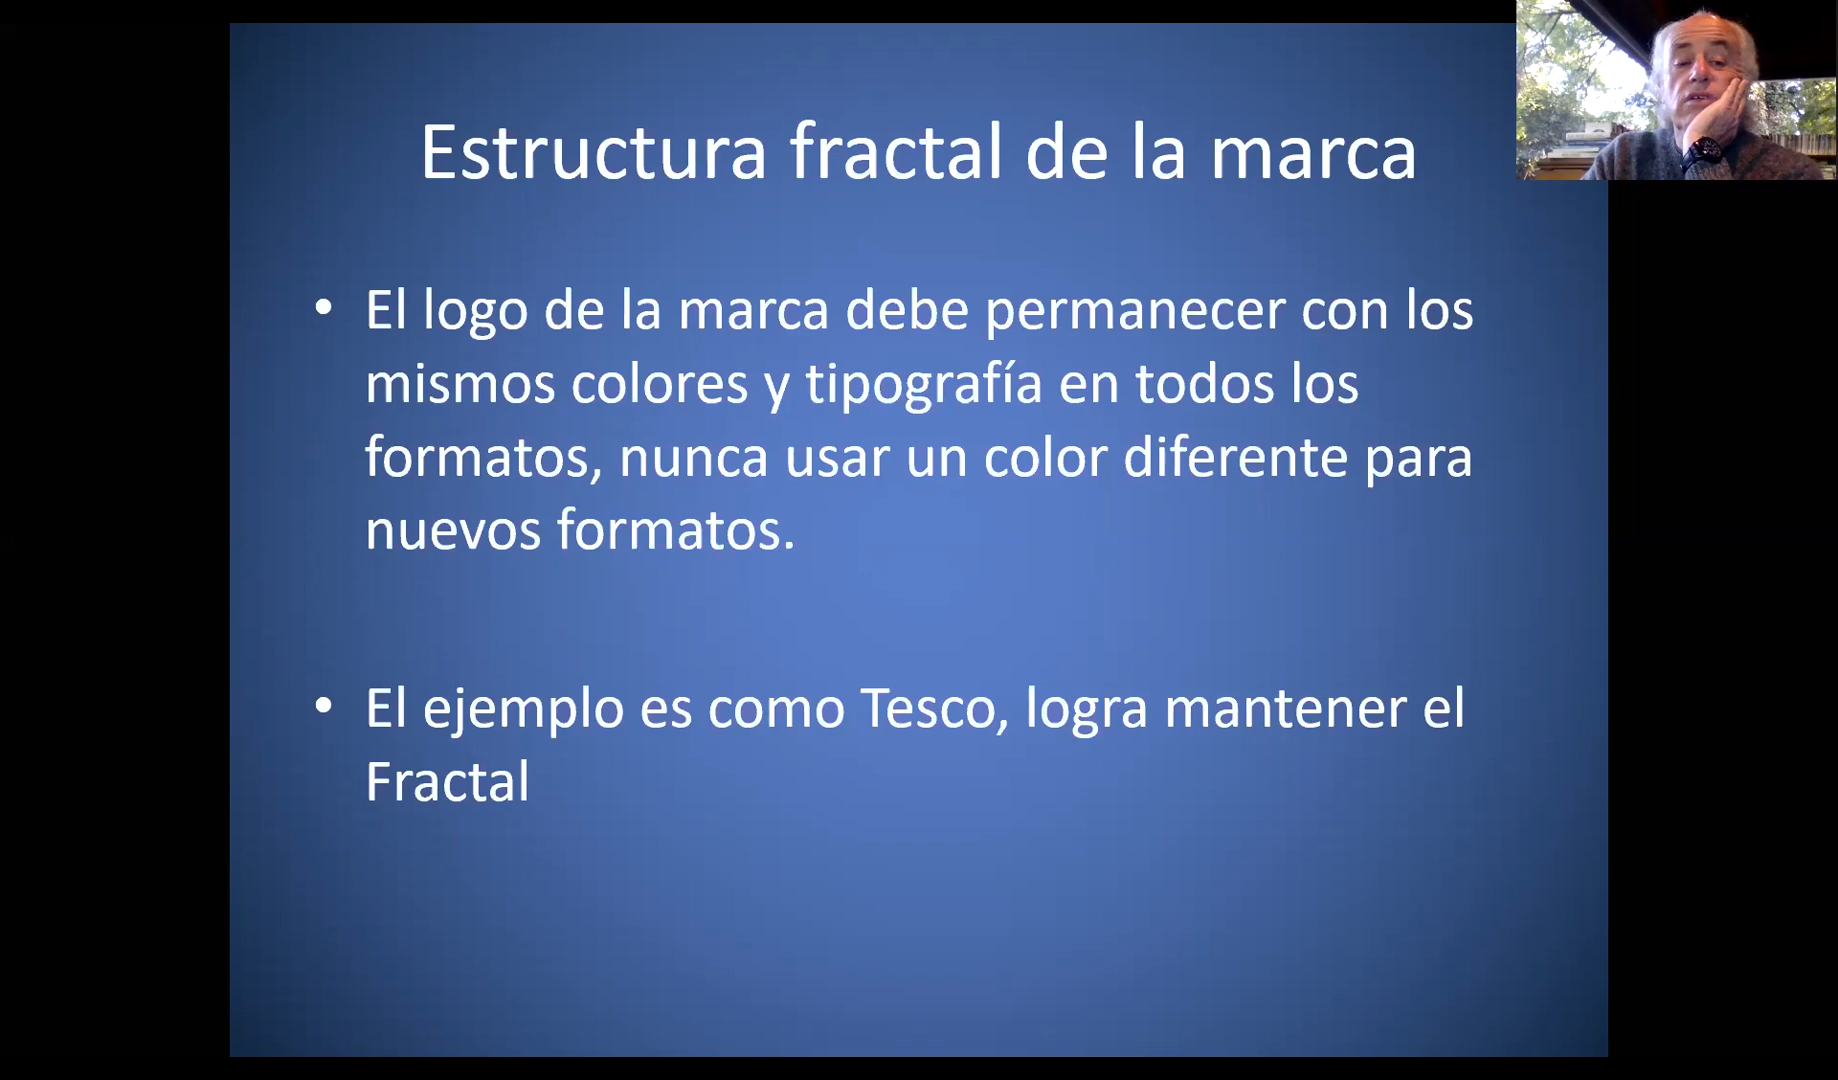 Estructura fractal de la marca
• El logo de la marca debe permanecer con los
mismos colores y tipografía en todos los
formatos, nunca usar un color diferente para
nuevos formatos.
• El ejemplo es como Tesco, logra mantener el
Fractal